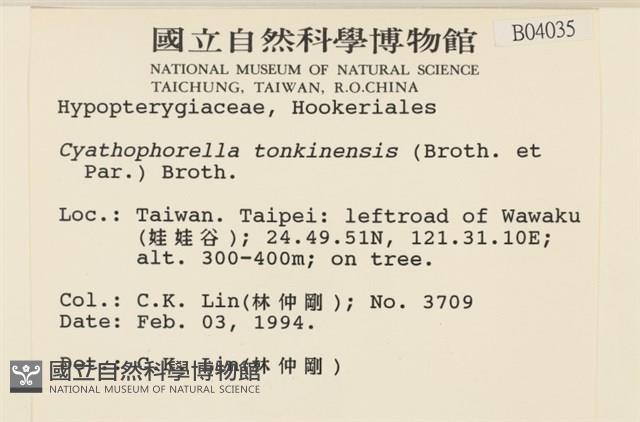 國立自然科學博物館
B04035
NATIONAL MUSEUM OF NATURAL SCIENCE
TAICHUNG, TAIWAN, R.O.CHINA
Hypopterygiaceae, Hookeriales
Cyathophorella tonkinensis (Broth. et
Par.) Broth.
Loc.: Taiwan. Taipei: leftroad of Wawaku
(娃娃谷); 24.49.51N, 121.31.10E;
alt. 300-400m; on tree.
Col.: C.K. Lin(林仲剛); No. 3709
Date: Feb. 03, 1994.
Det.: C.K. Lin(林仲剛)
國立自然科學博物館
NATIONAL MUSEUM OF NATURAL SCIENCE